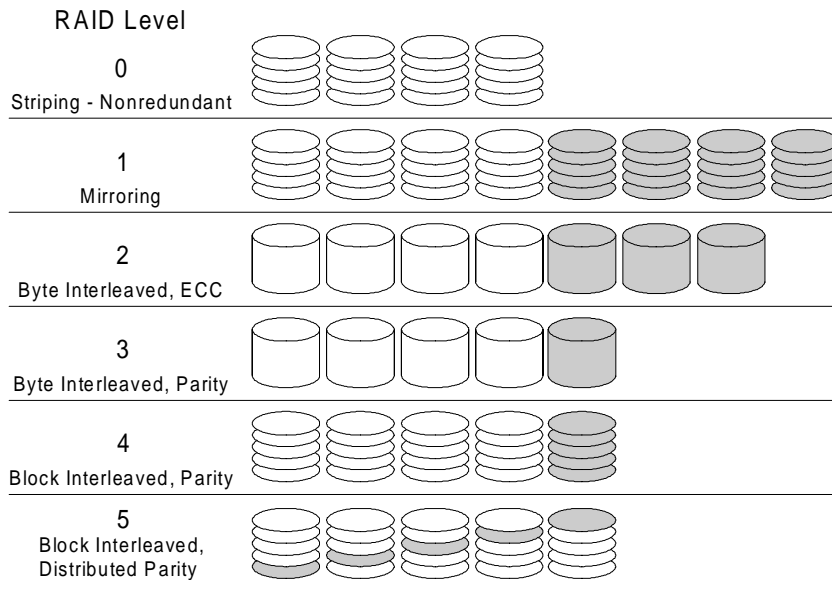 RAID Level
0
Striping - Nonredundant
1
Mirroring
2
Byte Interleaved, ECC
3
Byte Interleaved, Parity
4
Block Interleaved, Parity
5
Block Interleaved,
Distributed Parity